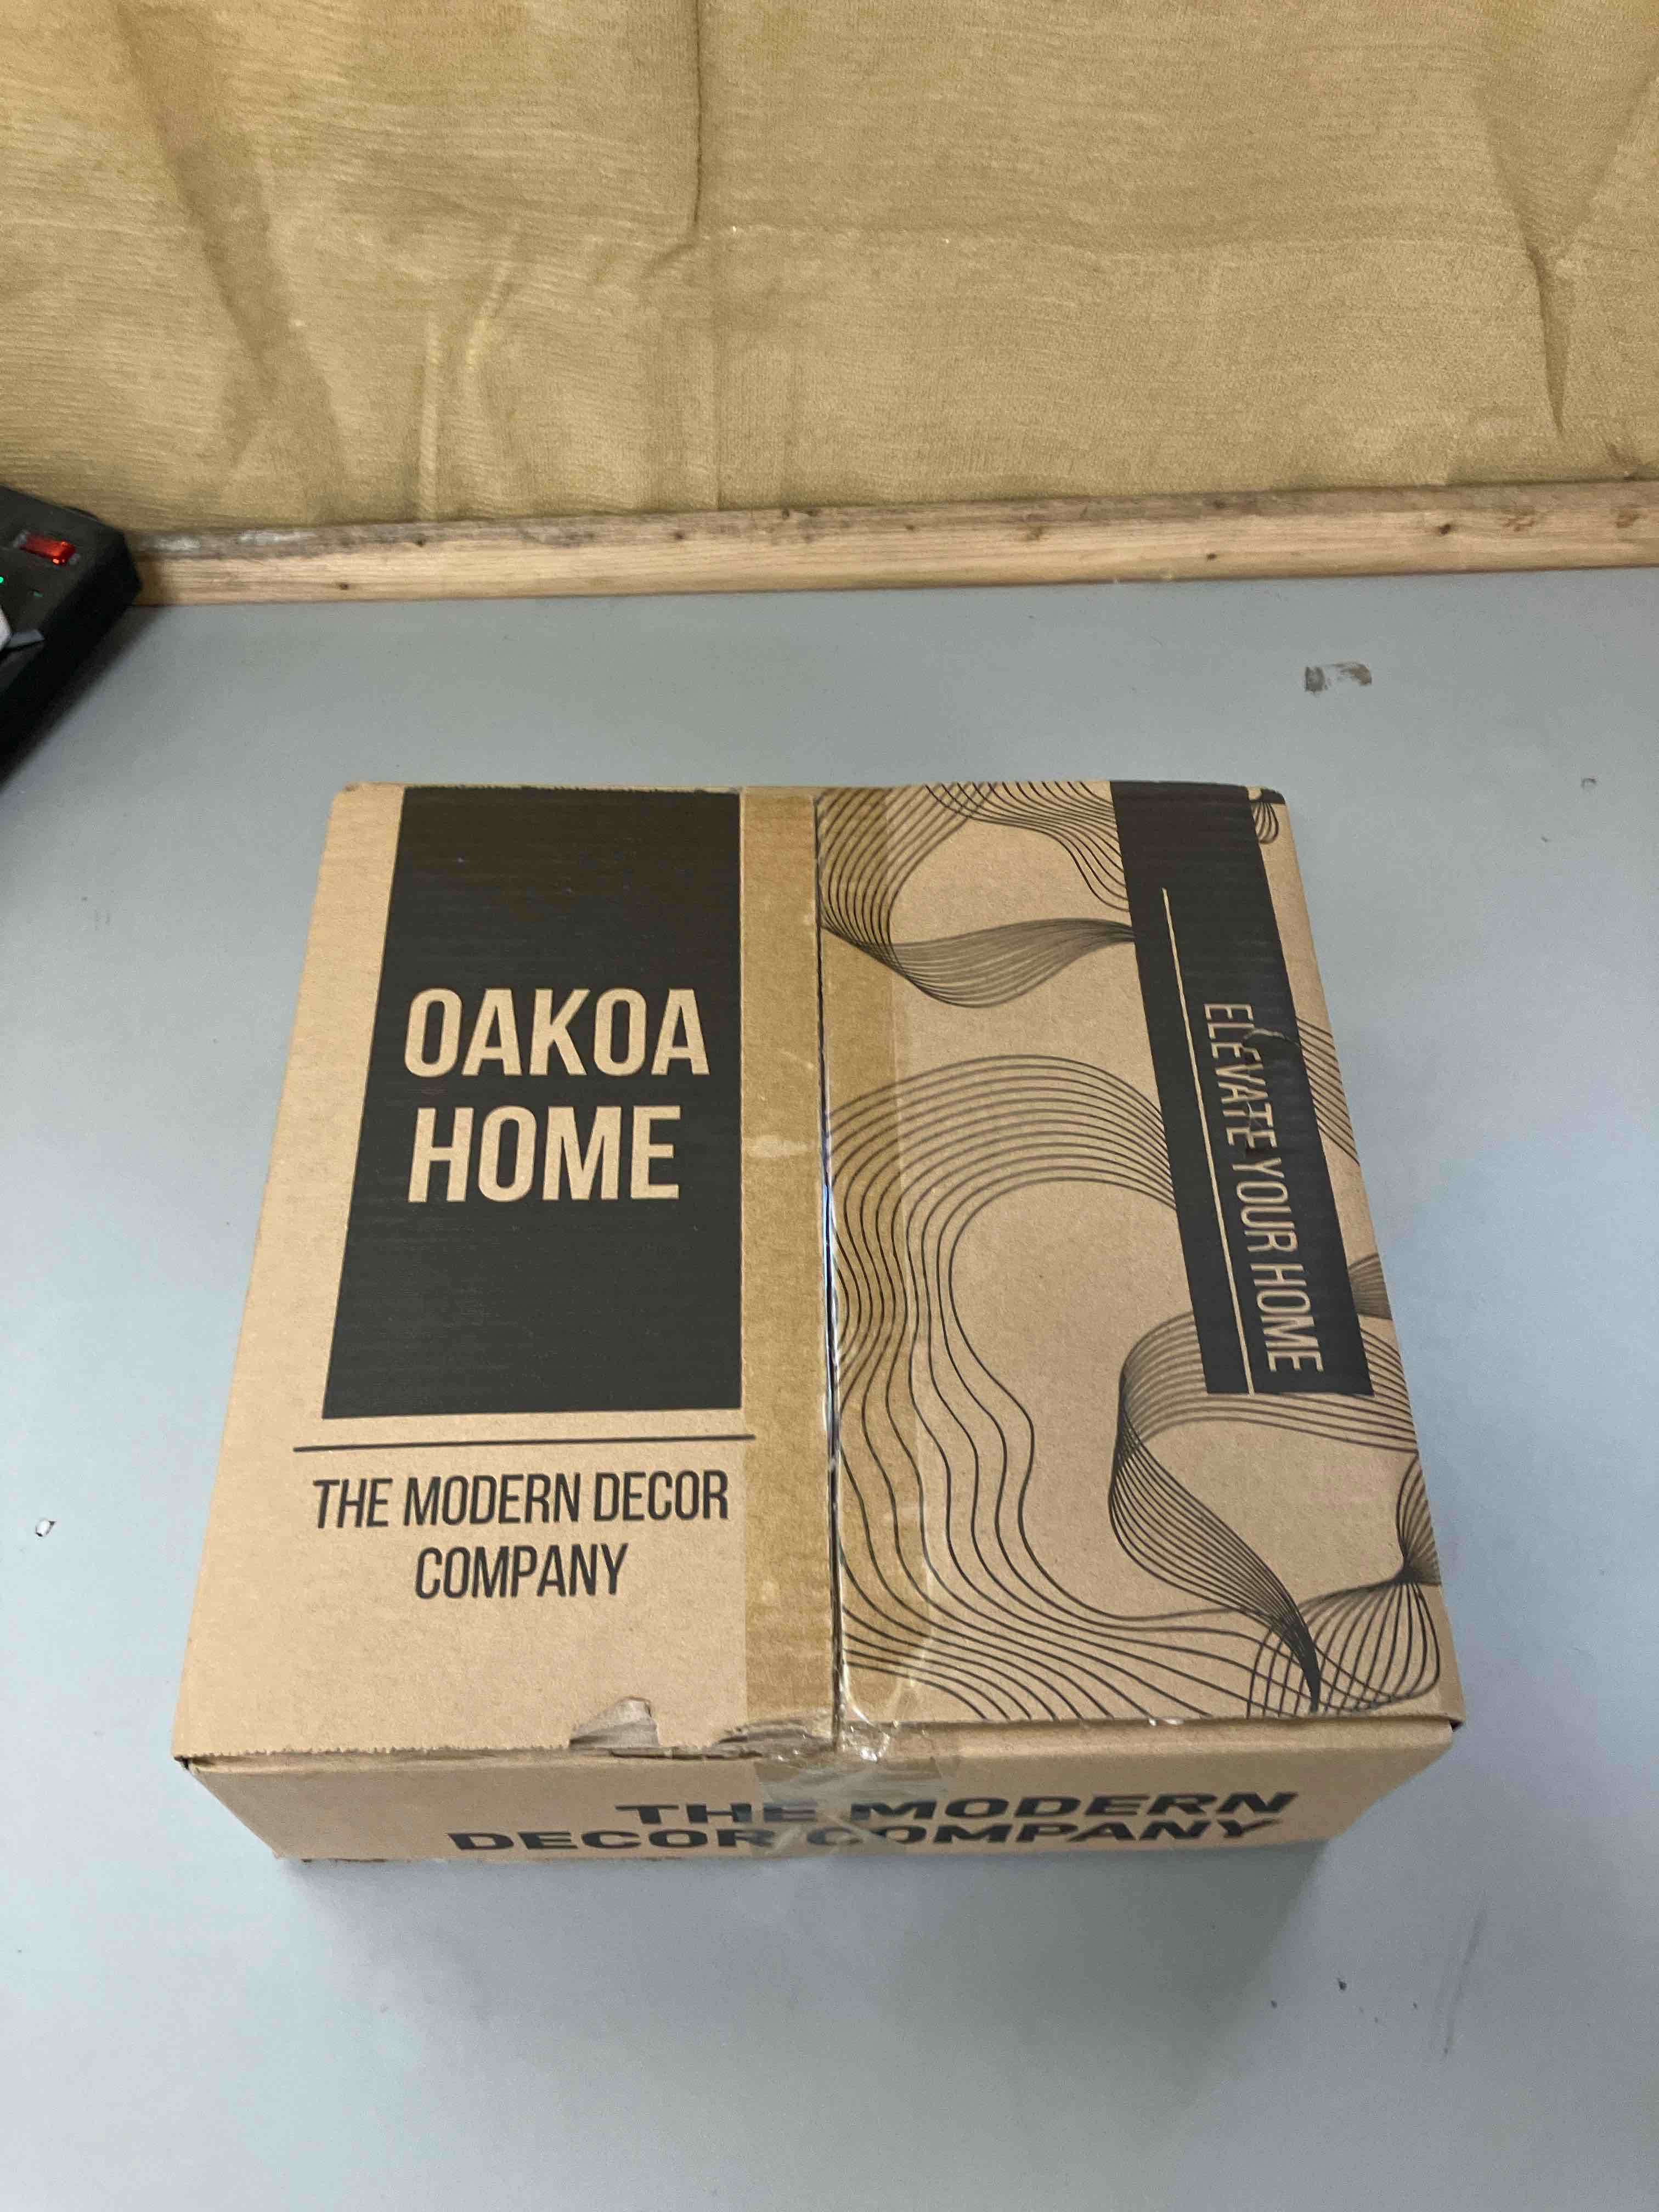 OAKOA
HOME
THE MODERN DECOR
COMPANY
ELEVATE YOUR HOME
THE MODERN
DECOR COMPANY